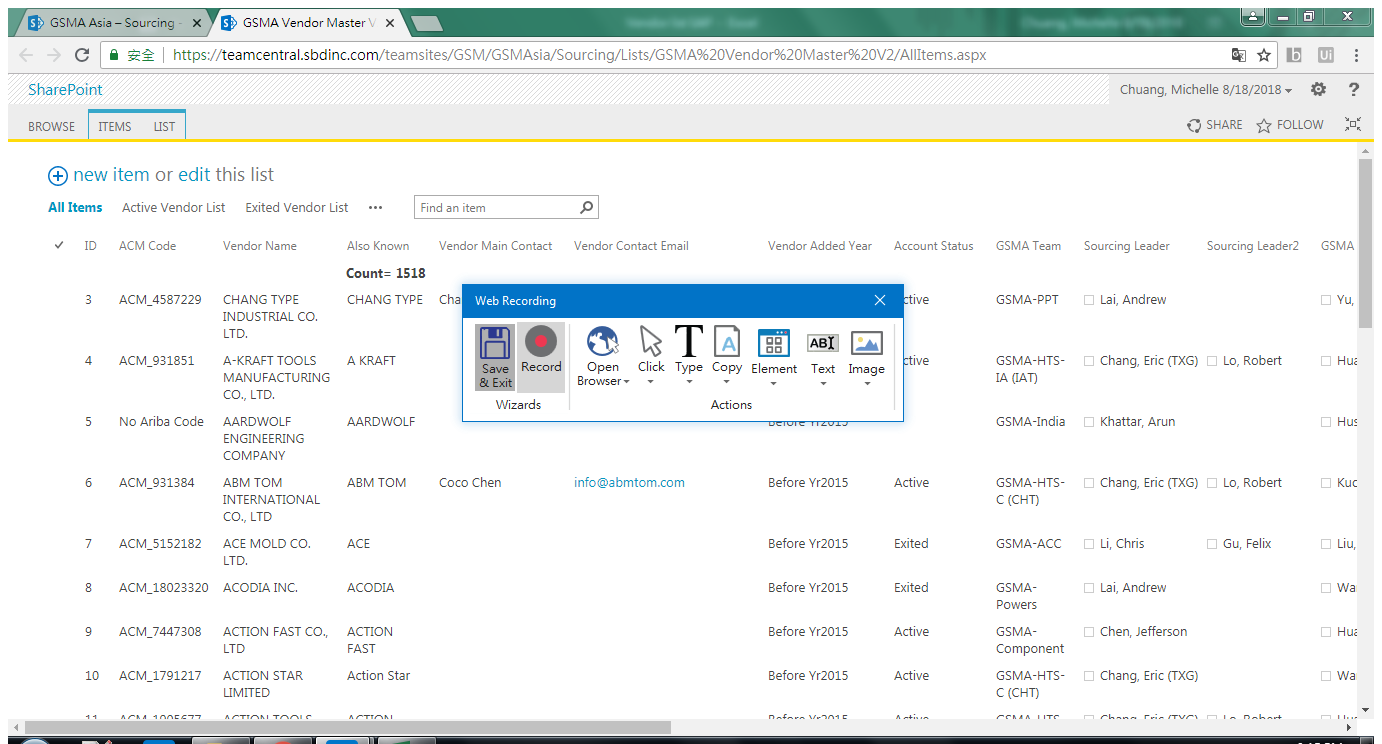 GSMA Asia – Sourcing -
GSMA Vendor Master V
安全 https://teamcentral.sbdinc.com/teamsites/GSM/GSMAsia/Sourcing/Lists/GSMA%20Vendor%20Master%20V2/AllItems.aspx
SharePoint
Chuang, Michelle 8/18/2018
?
BROWSE ITEMS LIST
SHARE FOLLOW
new item or edit this list
All Items Active Vendor List Exited Vendor List ••• Find an item
ID ACM Code Vendor Name Also Known Vendor Main Contact Vendor Contact Email Vendor Added Year Account Status GSMA Team Sourcing Leader Sourcing Leader2 GSMA
Count= 1518
Web Recording
3 ACM_4587229 CHANG TYPE CHANG TYPE Cha ctive GSMA-PPT Lai, Andrew Yu,
INDUSTRIAL CO.
LTD.
Save
& Exit
Record
Open
Browser
Click
Type
Copy
Element
Text
Image
Wizards Actions
4 ACM_931851 A-KRAFT TOOLS A KRAFT ctive GSMA-HTS- Chang, Eric (TXG) Lo, Robert Hua
MANUFACTURING IA (IAT)
CO., LTD.
5 No Ariba Code AARDWOLF AARDWOLF Before Yr2015 GSMA-India Khattar, Arun Hus
ENGINEERING
COMPANY
6 ACM_931384 ABM TOM ABM TOM Coco Chen info@abmtom.com Before Yr2015 Active GSMA-HTS- Chang, Eric (TXG) Lo, Robert Kuo
INTERNATIONAL C (CHT)
CO., LTD
7 ACM_5152182 ACE MOLD CO. ACE Before Yr2015 Exited GSMA-ACC Li, Chris Gu, Felix Liu,
LTD.
8 ACM_18023320 ACODIA INC. ACODIA Before Yr2015 Exited GSMA- Lai, Andrew Wa
Powers
9 ACM_7447308 ACTION FAST CO., ACTION Before Yr2015 Active GSMA- Chen, Jefferson Hua
LTD FAST Component
10 ACM_1791217 ACTION STAR Action Star Before Yr2015 Active GSMA-HTS- Chang, Eric (TXG) Wa
LIMITED C (CHT)
11 ACM_1905677 ACTION TOOLS ACTION Before Yr2015 Active GSMA-HTS- Chang, Eric (TXG) Lo, Robert